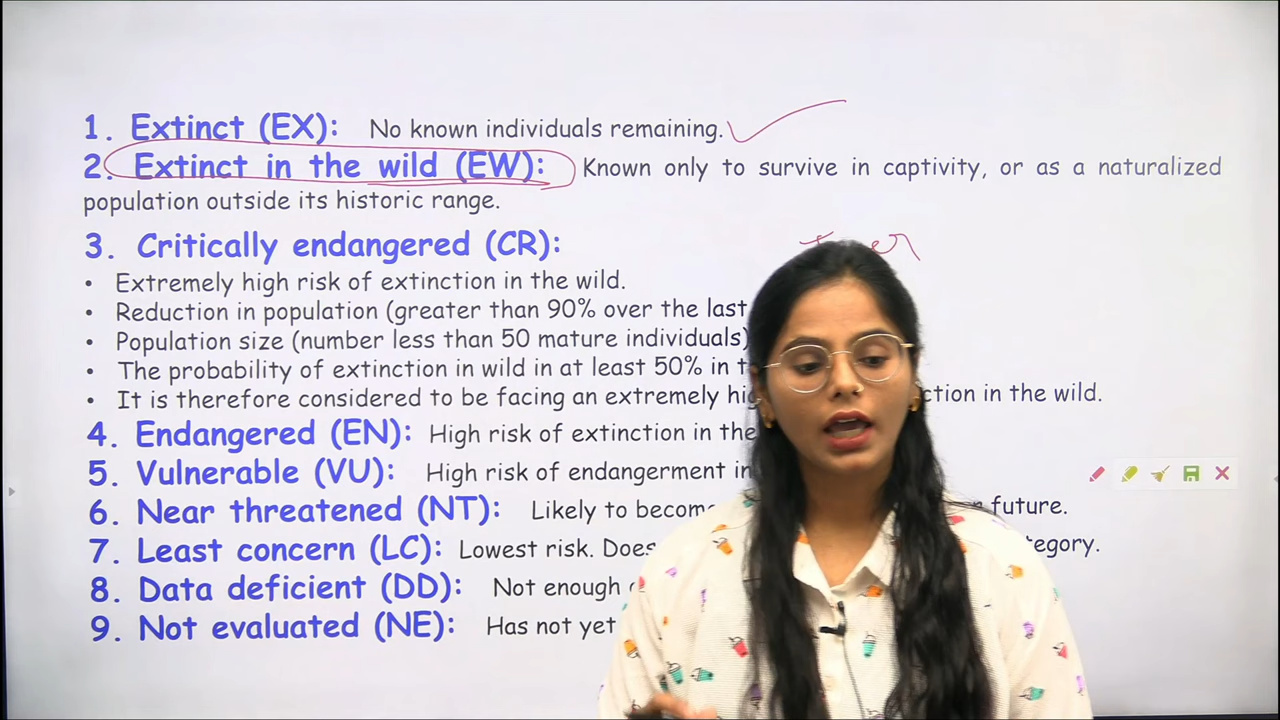 1. Extinct (EX): No known individuals remaining.
2. Extinct in the wild (EW): Known only to survive in captivity, or as a naturalized
population outside its historic range.
3. Critically endangered (CR):
• Extremely high risk of extinction in the wild.
• Reduction in population (greater than 90% over the last
• Population size (number less than 50 mature individuals)
• The probability of extinction in wild in at least 50% in
• It is therefore considered to be facing an extremely in the wild.
4. Endangered (EN): High risk of extinction in the
5. Vulnerable (VU): High risk of endangerment in
6. Near threatened (NT): Likely to future.
7. Least concern (LC): Lowest risk.
8. Data deficient (DD): Not enough
9. Not evaluated (NE): Has not yet